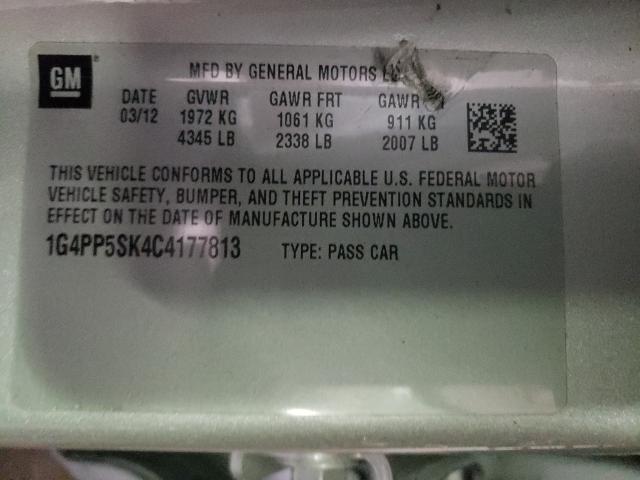 GM
MFD BY GENERAL MOTORS
DATE GVWR GAWR FRT GAWR
03/12 1972 KG 1061 KG 911 KG
4345 LB 2338 LB 2007 LB
THIS VEHICLE CONFORMS TO ALL APPLICABLE U.S. FEDERAL MOTOR
VEHICLE SAFETY, BUMPER, AND THEFT PREVENTION STANDARDS IN
EFFECT ON THE DATE OF MANUFACTURE SHOWN ABOVE.
1G4PP5SK4C4177813 TYPE: PASS CAR